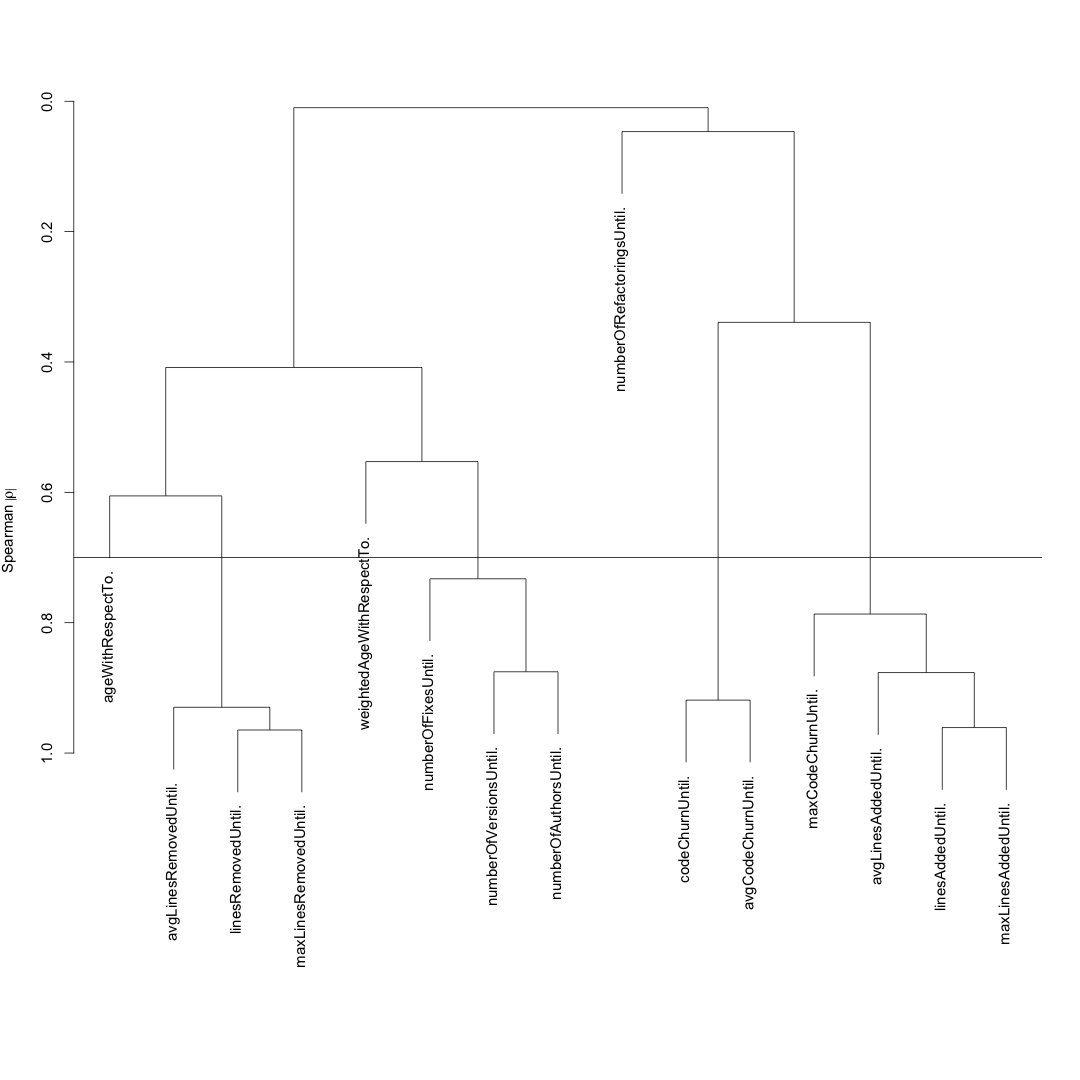 Spearman |ρ|
0.0
0.2
0.4
0.6
0.8
1.0
ageWithRespectTo.
avgLinesRemovedUntil.
linesRemovedUntil.
maxLinesRemovedUntil.
weightedAgeWithRespectTo.
numberOfFixesUntil.
numberOfVersionsUntil.
numberOfAuthorsUntil.
numberOfRefactoringsUntil.
codeChurnUntil.
avgCodeChurnUntil.
maxCodeChurnUntil.
avgLinesAddedUntil.
linesAddedUntil.
maxLinesAddedUntil.